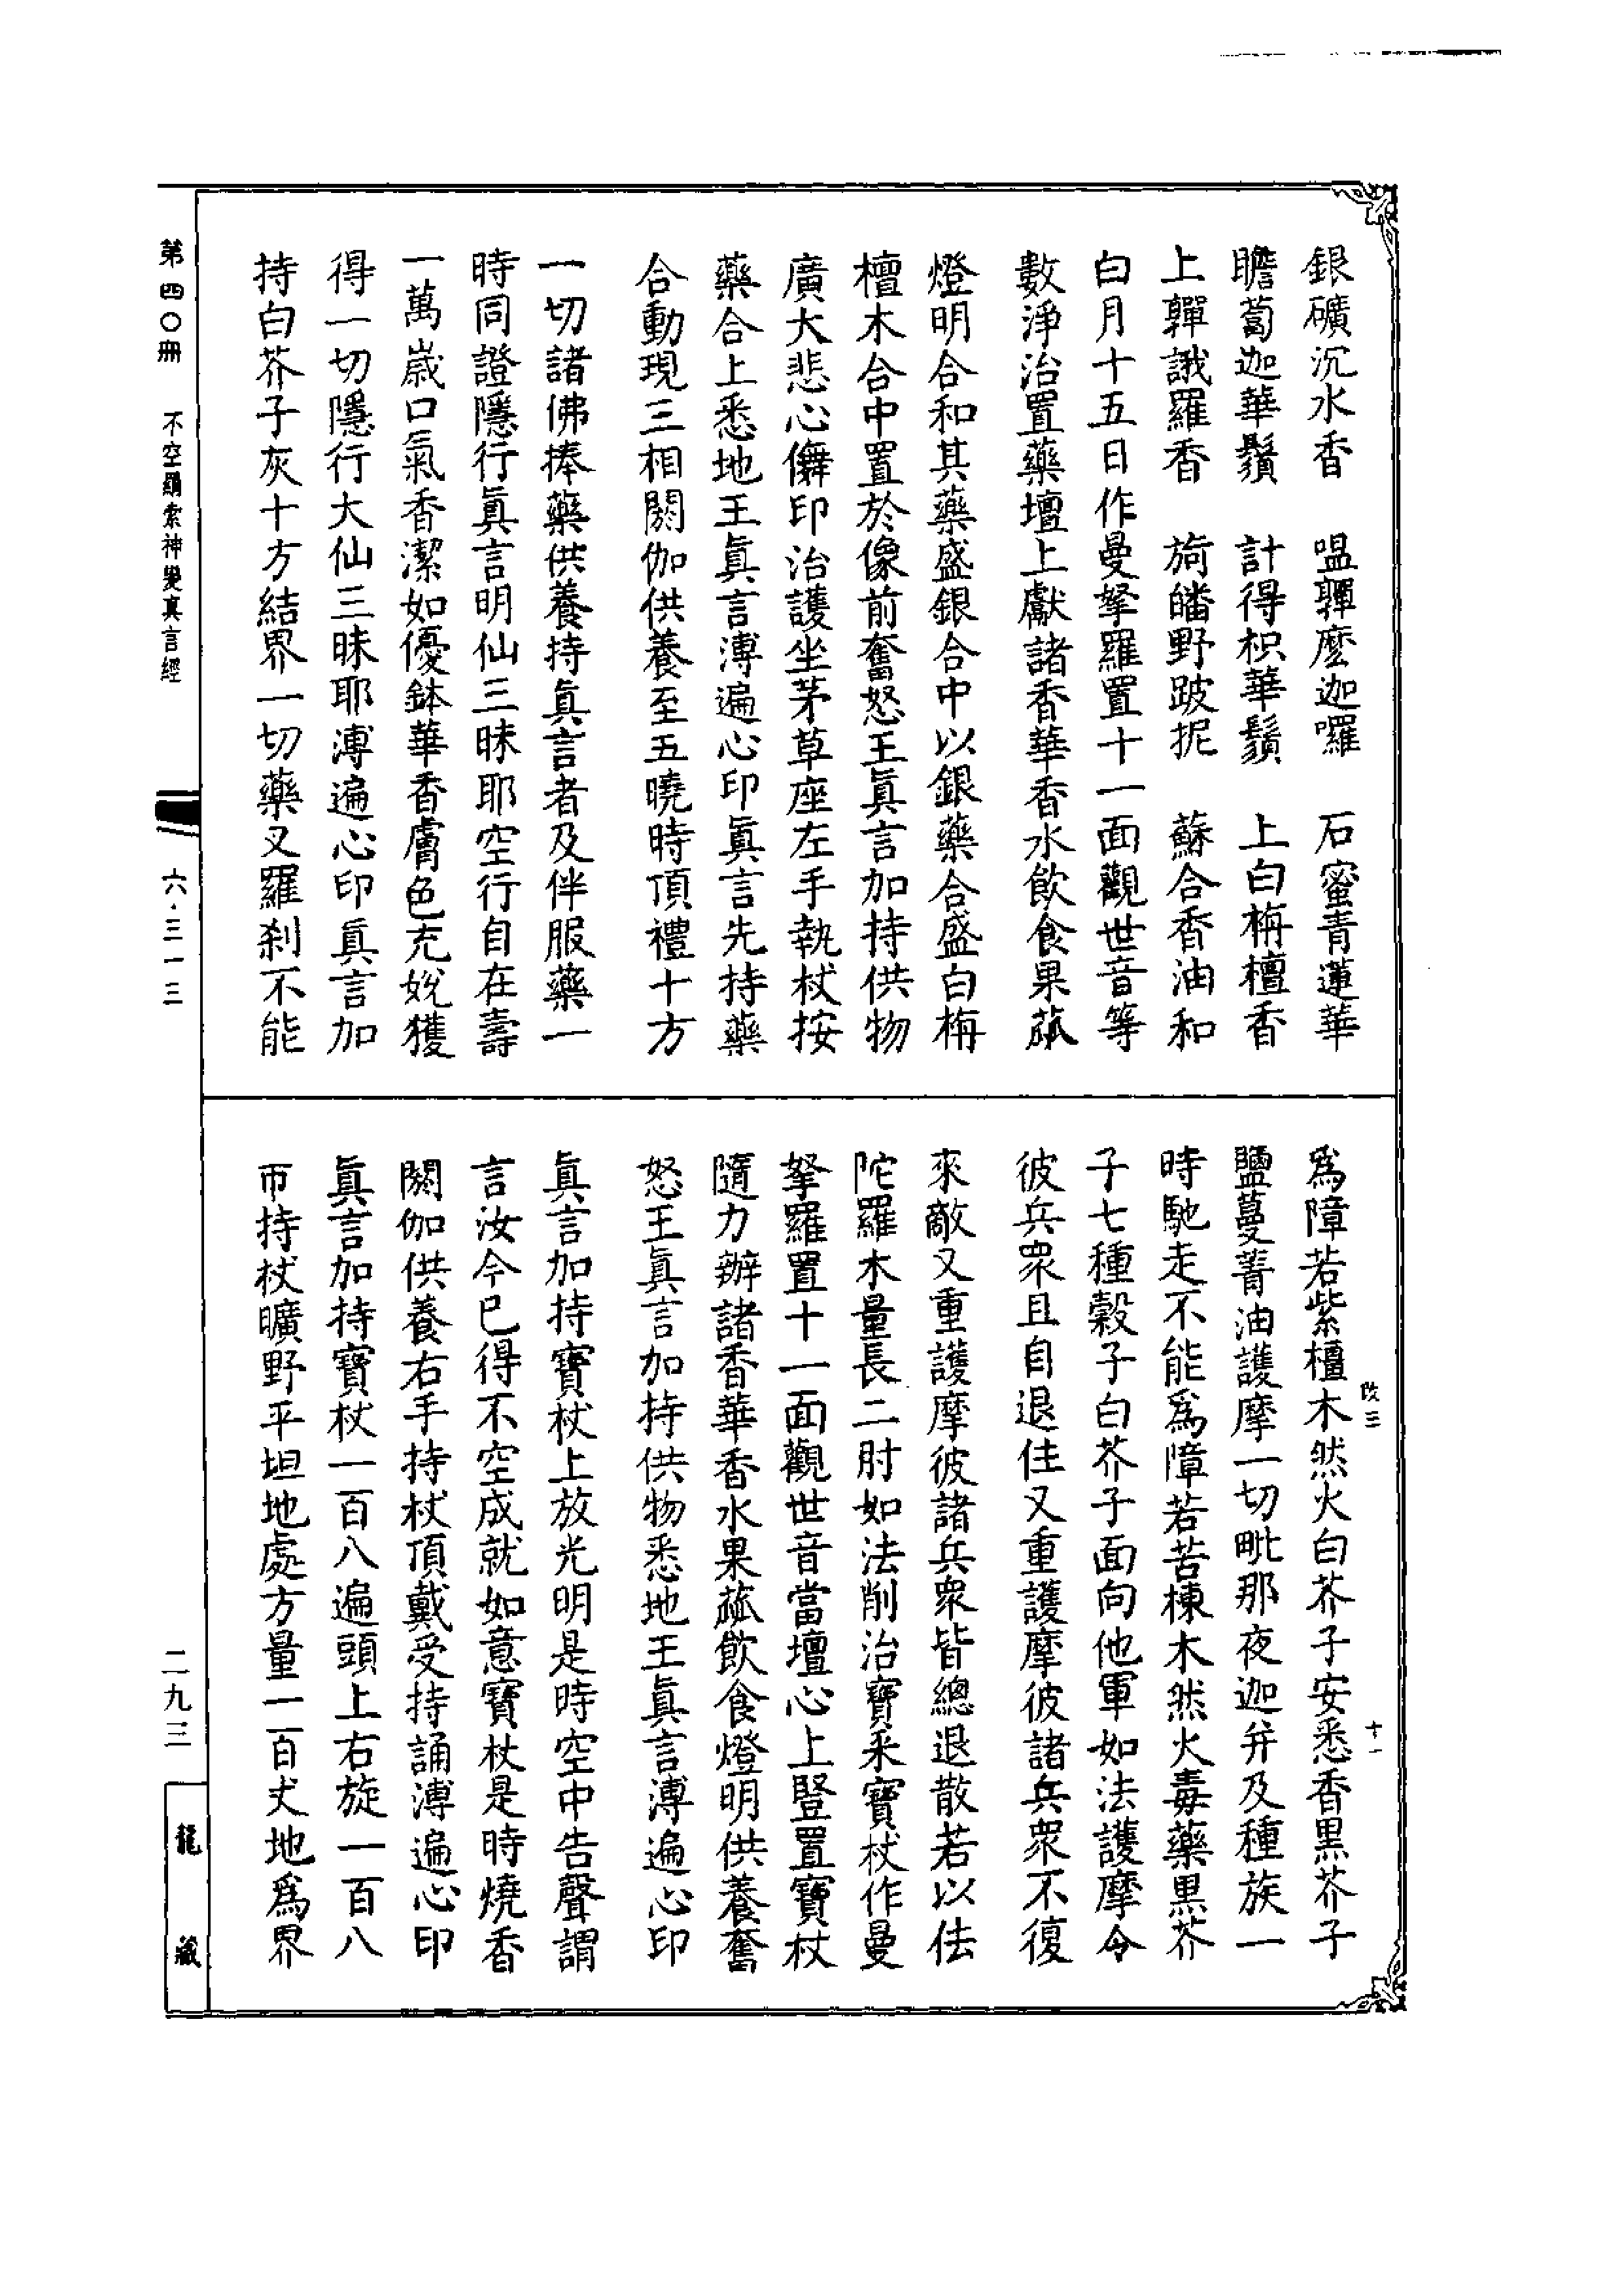 銀礦沉水香　嗢㘓麼迦囉　石蜜青蓮華
瞻蔔迦華鬚　計得枳華鬚　上白栴檀香
上㘓誐羅香　旖皤野跛抳　蘇合香油和
白月十五日作曼拏羅置十一面觀世音等
數淨治置藥壇上獻諸香華香水飲食果蓏
燈明合和其藥盛銀合中以銀藥合盛白栴
檀木合中置於像前奮怒王真言加持供物
廣大悲心儛印治護坐茅草座左手執杖按
藥合上悉地王真言溥遍心印真言先持藥
合動現三相閼伽供養至五曉時頂禮十方
一切諸佛捧藥供養持真言者及伴服藥一
時同證隱行真言明仙三昧耶空行自在壽
一萬歲口氣香潔如優鉢華香膚色充悅獲
得一切隱行大仙三昧耶溥遍心印真言加
持白芥子灰十方結界一切藥叉羅剎不能
為障若紫檀木然火白芥子安悉香黑芥子
鹽蔓菁油護摩一切毗那夜迦并及種族一
時馳走不能為障若苦楝木然火毒藥黑芥
子七種穀子白芥子面向他軍如法護摩令
彼兵眾且自退住又重護摩彼諸兵眾不復
來敵又重護摩彼諸兵眾皆總退散若以佉
陀羅木量長二肘如法削治寶釆寶杖作曼
拏羅置十一面觀世音當壇心上豎置寶杖
隨力辦諸香華香水果蓏飲食燈明供養奮
怒王真言加持供物悉地王真言溥遍心印
真言加持寶杖上放光明是時空中告聲謂
言汝今已得不空成就如意寶杖是時燒香
閼伽供養右手持杖頂戴受持誦溥遍心印
真言加持寶杖一百八遍頭上右旋一百八
帀持杖曠野平坦地處方量一百丈地為界
十一
第四〇冊　不空羂索神變真言經
六·三一三
二九三
龍藏